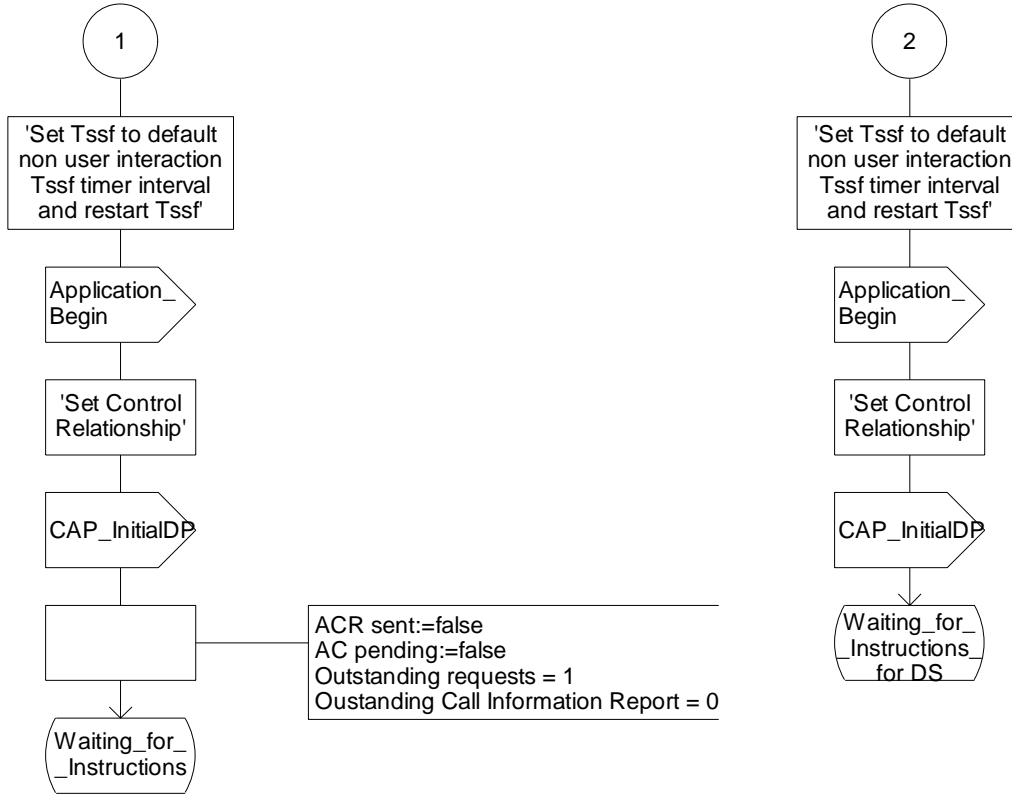 1
'Set Tssf to default
non user interaction
Tssf timer interval
and restart Tssf'
Application_
Begin
'Set Control
Relationship'
CAP_InitialDP
ACR sent:=false
AC pending:=false
Outstanding requests = 1
Oustanding Call Information Report = 0
Waiting_for_
_Instructions
2
'Set Tssf to default
non user interaction
Tssf timer interval
and restart Tssf'
Application_
Begin
'Set Control
Relationship'
CAP_InitialDP
Waiting_for_
_Instructions_
for DS